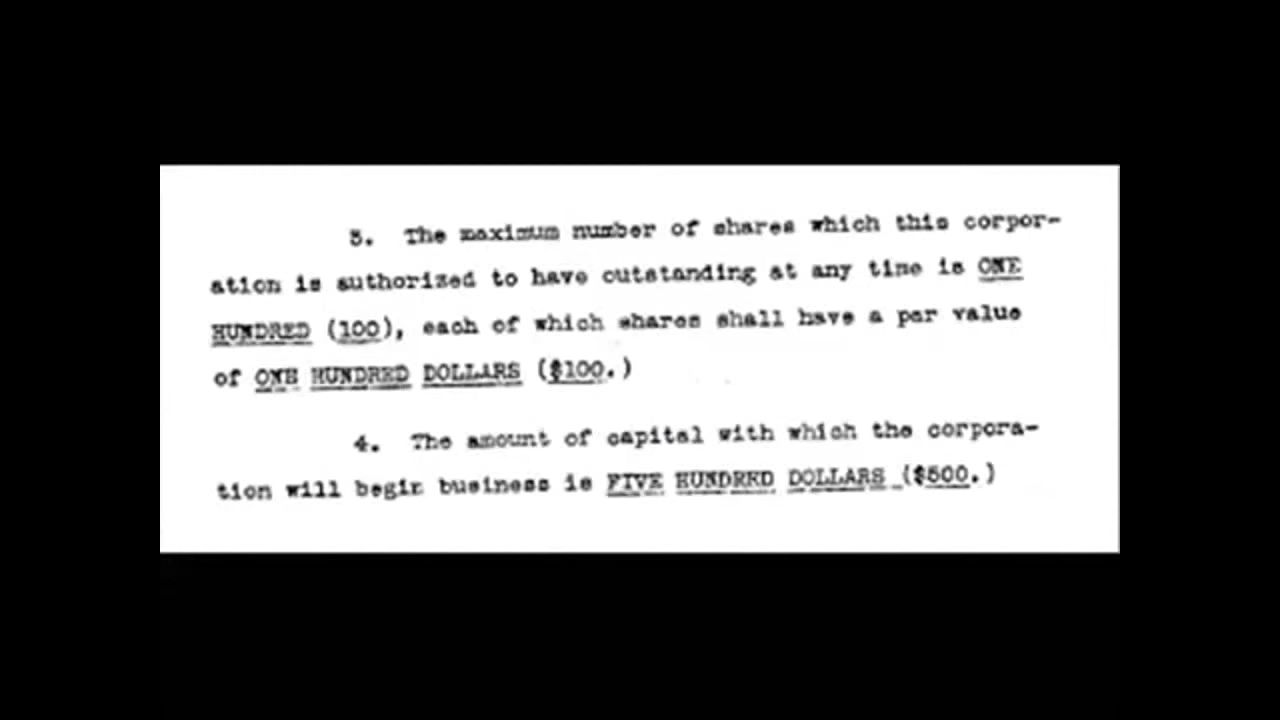 3. The maximum number of shares which this corpor-
ation is authorized to have outstanding at any time is ONE
HUNDRED (100), each of which shares shall have a par value
of ONE HUNDRED DOLLARS ($100.)
4. The amount of capital with which the corpora-
tion will begin business is FIVE HUNDRED DOLLARS ($500.)